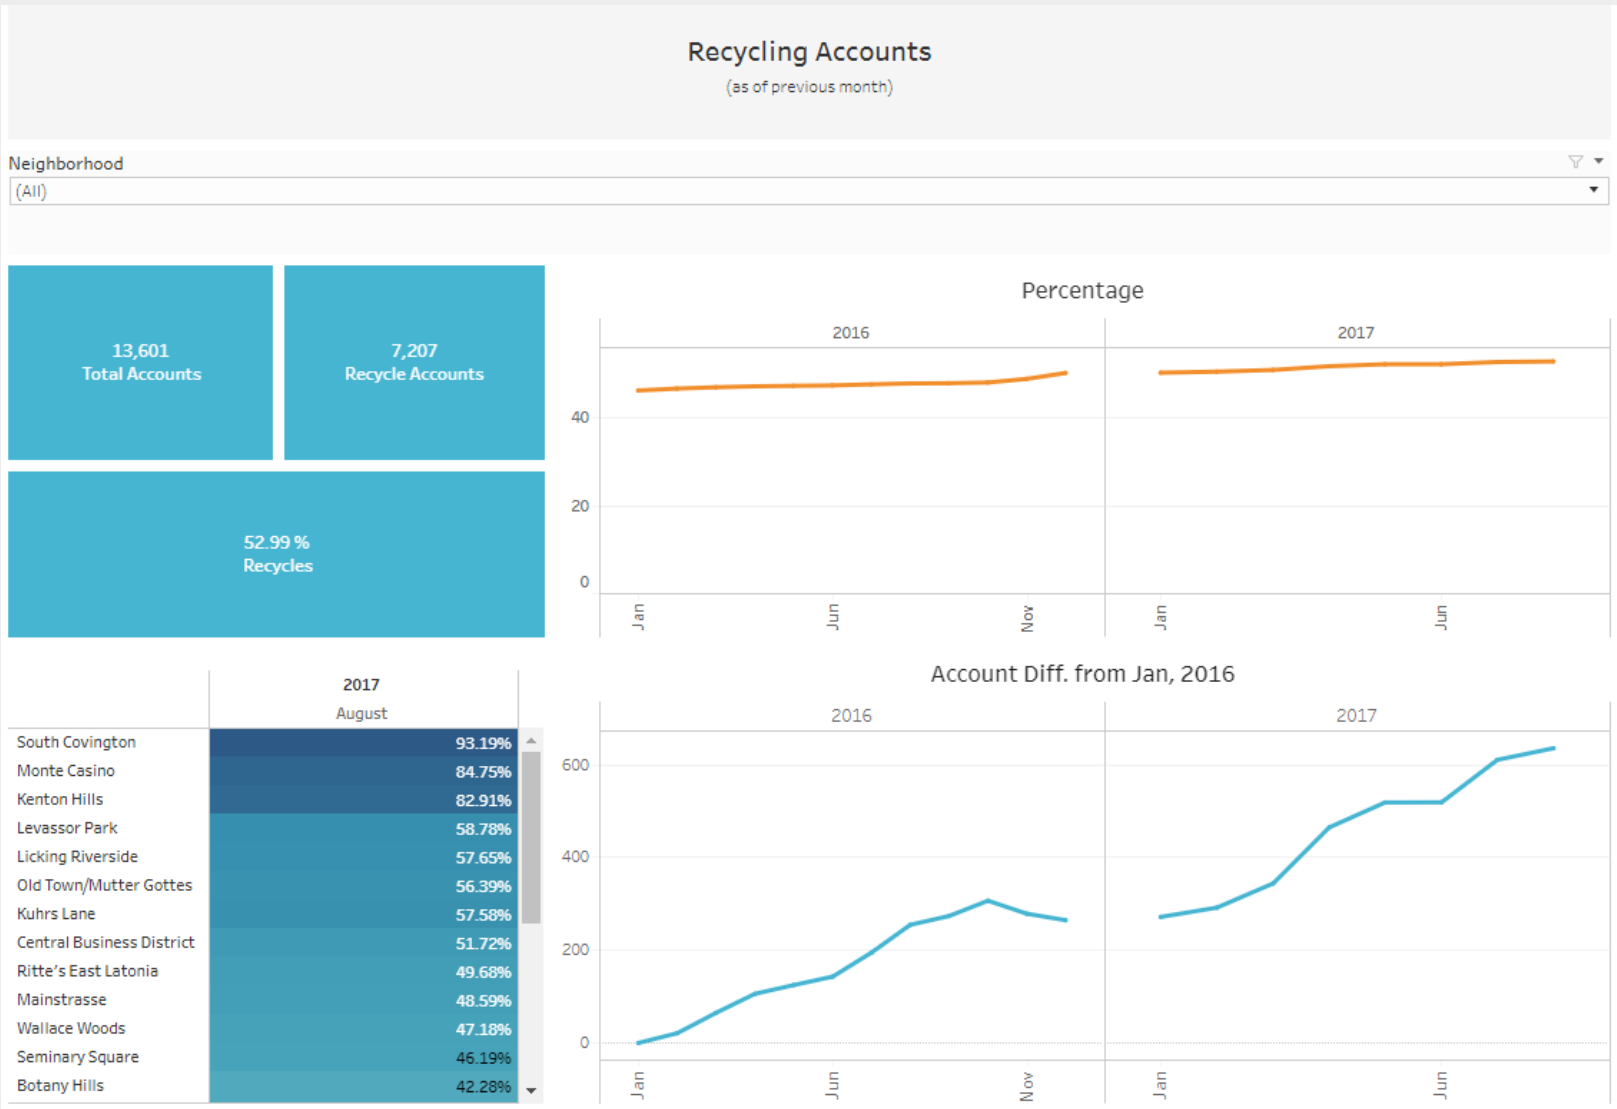 Recycling Accounts
(as of previous month)
Neighborhood
(All)
13,601
Total Accounts
7,207
Recycle Accounts
52.99 %
Recycles
Percentage
2016
2017
40
20
0
Jan
Jun
Nov
Jan
Jun
2017
August
South Covington 93.19%
Monte Casino 84.75%
Kenton Hills 82.91%
Levassor Park 58.78%
Licking Riverside 57.65%
Old Town/Mutter Gottes 56.39%
Kuhrs Lane 57.58%
Central Business District 51.72%
Ritte's East Latonia 49.68%
Mainstrasse 48.59%
Wallace Woods 47.18%
Seminary Square 46.19%
Botany Hills 42.28%
Account Diff. from Jan, 2016
2016
2017
600
400
200
0
Jan
Jun
Nov
Jan
Jun